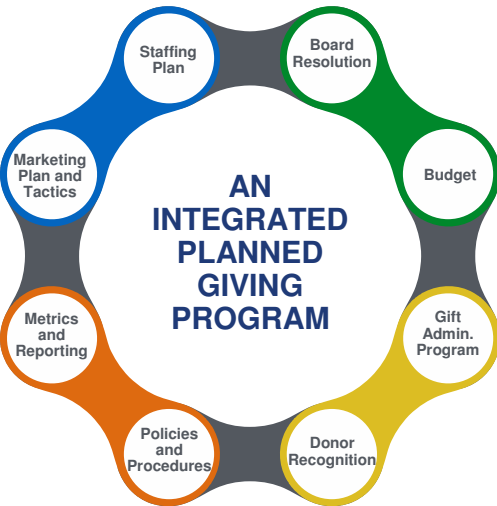 Staffing
Plan
Board
Resolution
Marketing
Plan and
Tactics
Budget
AN
INTEGRATED
PLANNED
GIVING
PROGRAM
Metrics
and
Reporting
Gift
Admin.
Program
Policies
and
Procedures
Donor
Recognition